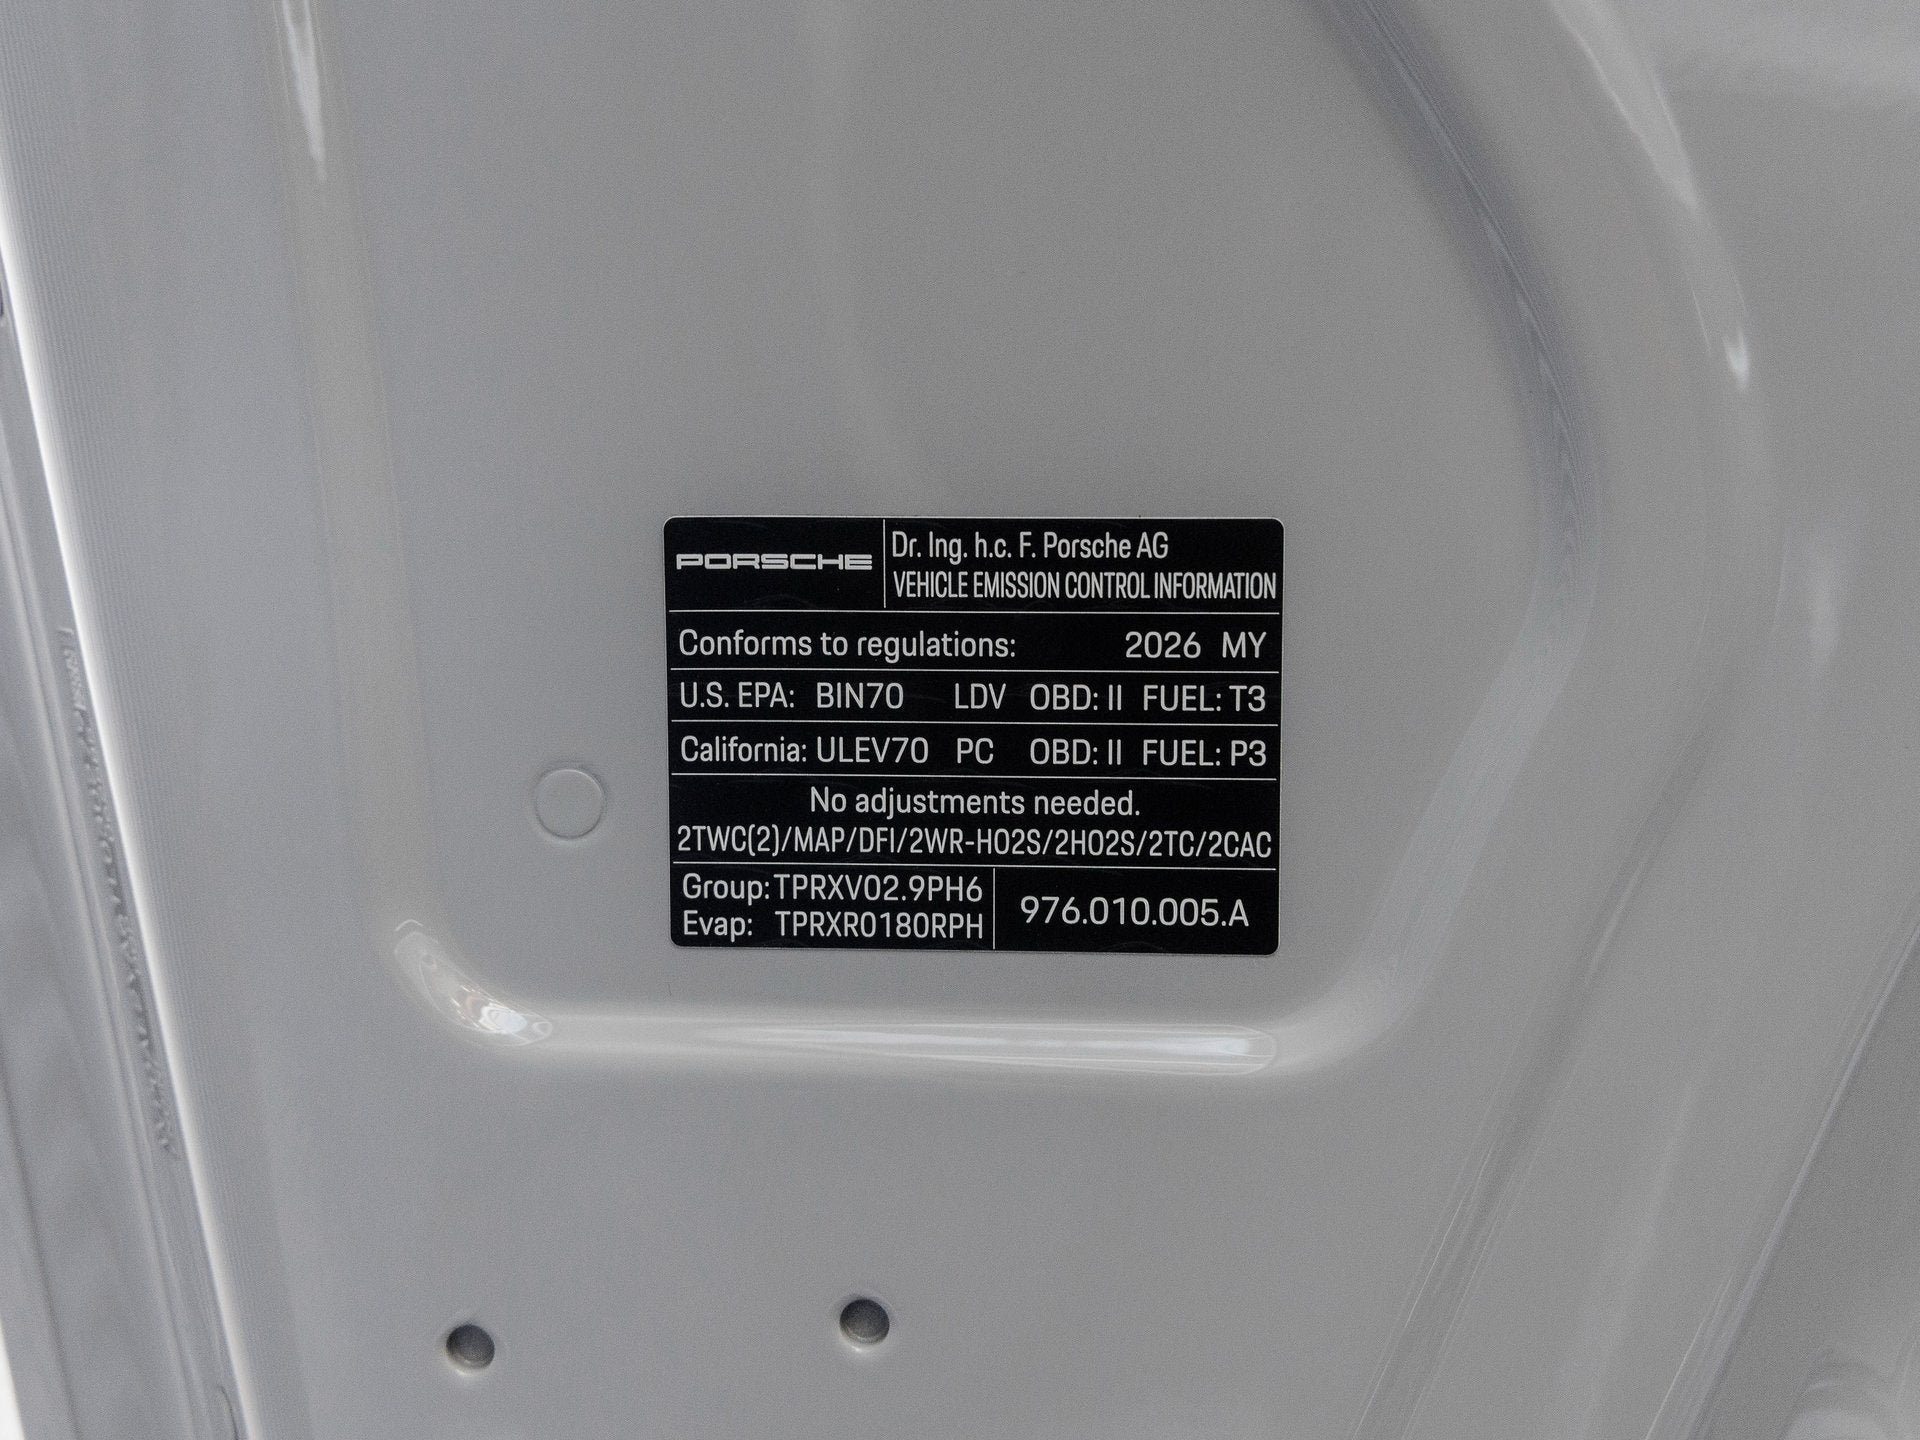 PORSCHE
Dr. Ing. h.c. F. Porsche AG
VEHICLE EMISSION CONTROL INFORMATION
Conforms to regulations: 2026 MY
U.S. EPA: BIN70 LDV OBD: II FUEL: T3
California: ULEV70 PC OBD: II FUEL: P3
No adjustments needed.
2TWC(2)/MAP/DFI/2WR-HO2S/2HO2S/2TC/2CAC
Group: TPRXV02.9PH6
Evap: TPRXR0180RPH
976.010.005.A